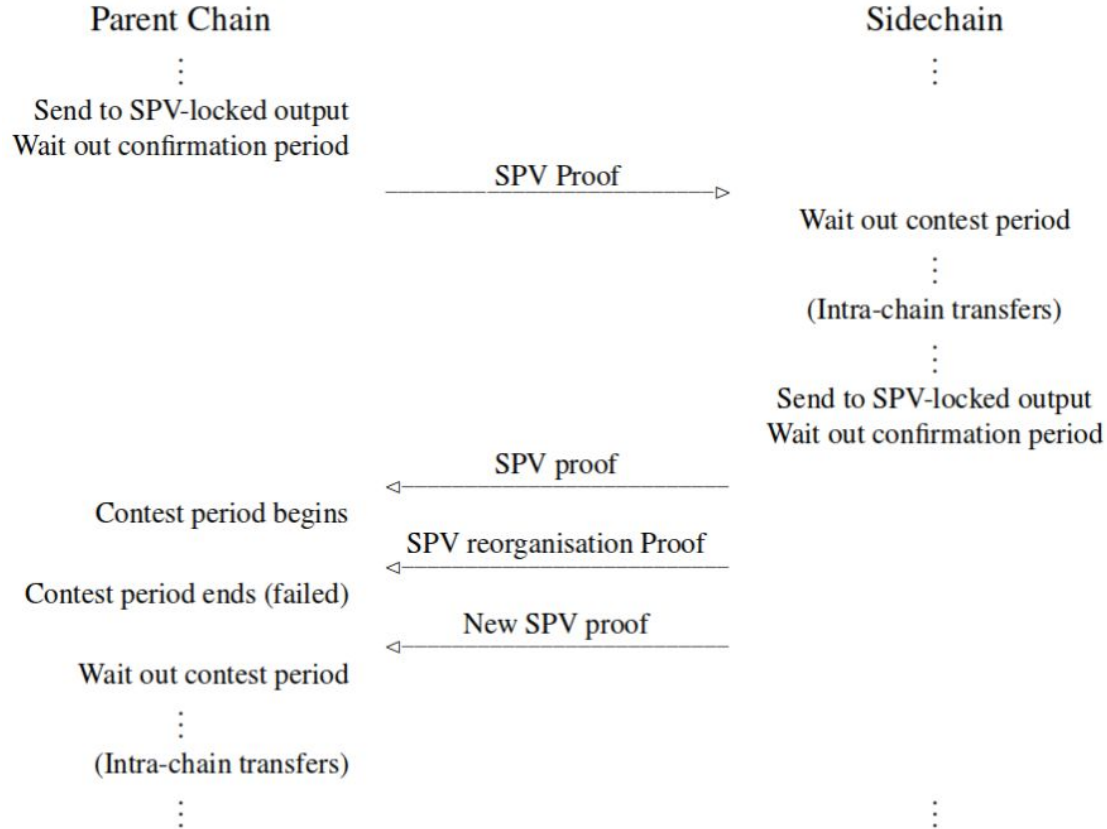 Parent Chain
Sidechain
Send to SPV-locked output
Wait out confirmation period
SPV Proof
Wait out contest period
(Intra-chain transfers)
Send to SPV-locked output
Wait out confirmation period
SPV proof
Contest period begins
SPV reorganisation Proof
Contest period ends (failed)
New SPV proof
Wait out contest period
(Intra-chain transfers)